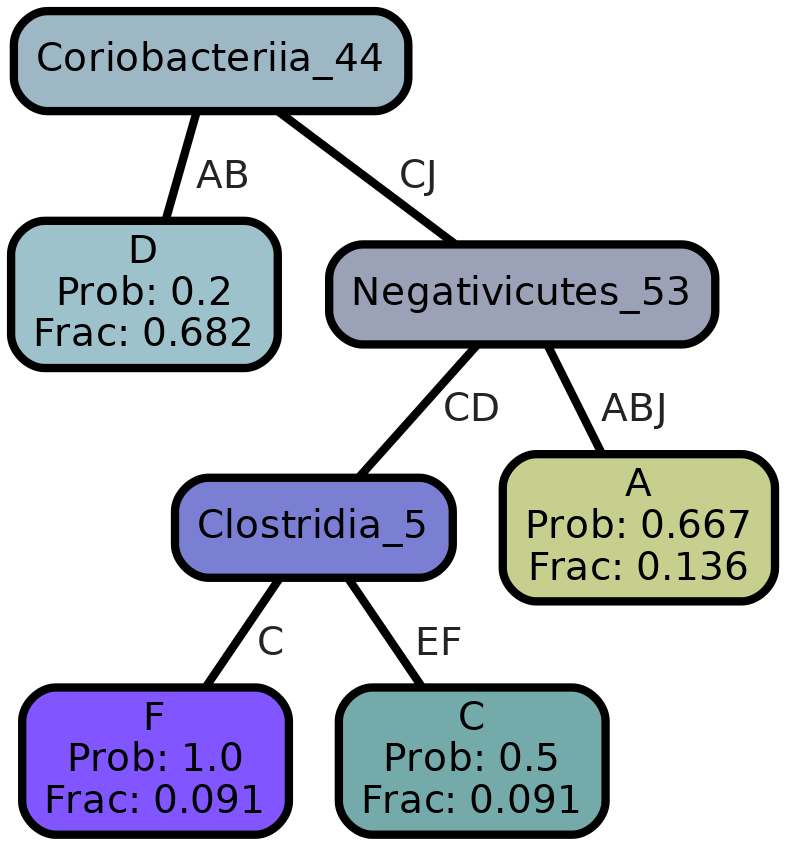 Coriobacteriia_44
AB
CJ
D
Prob: 0.2
Frac: 0.682
Negativicutes_53
CD
ABJ
Clostridia_5
A
Prob: 0.667
Frac: 0.136
C
EF
F
Prob: 1.0
Frac: 0.091
C
Prob: 0.5
Frac: 0.091